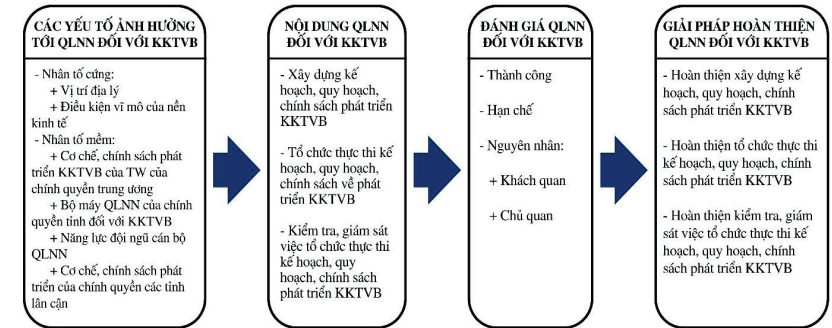 CÁC YẾU TỐ ẢNH HƯỞNG
TỚI QLNN ĐỐI VỚI KKTVB
- Nhân tố cứng:
+ Vị trí địa lý
+ Điều kiện vĩ mô của nền
kinh tế
- Nhân tố mềm:
+ Cơ chế, chính sách phát
triển KKTVB của TW của
chính quyền trung ương
+ Bộ máy QLNN của chính
quyền tỉnh đối với KKTVB
+ Năng lực đội ngũ cán bộ
QLNN
+ Cơ chế, chính sách phát
triển của chính quyền các tỉnh
lân cận
NỘI DUNG QLNN
ĐỐI VỚI KKTVB
- Xây dựng kế
hoạch, quy hoạch,
chính sách phát triển
KKTVB
- Tổ chức thực thi kế
hoạch, quy hoạch,
chính sách về phát
triển KKTVB
- Kiểm tra, giám sát
việc tổ chức thực thi
kế hoạch, quy
hoạch, chính sách
phát triển KKTVB
ĐÁNH GIÁ QLNN
ĐỐI VỚI KKTVB
- Thành công
- Hạn chế
- Nguyên nhân:
+ Khách quan
+ Chủ quan
GIẢI PHÁP HOÀN THIỆN
QLNN ĐỐI VỚI KKTVB
- Hoàn thiện xây dựng kế
hoạch, quy hoạch, chính
sách phát triển KKTVB
- Hoàn thiện tổ chức thực thi
kế hoạch, quy hoạch, chính
sách phát triển KKTVB
- Hoàn thiện kiểm tra, giám
sát việc tổ chức thực thi kế
hoạch, quy hoạch, chính
sách phát triển KKTVB